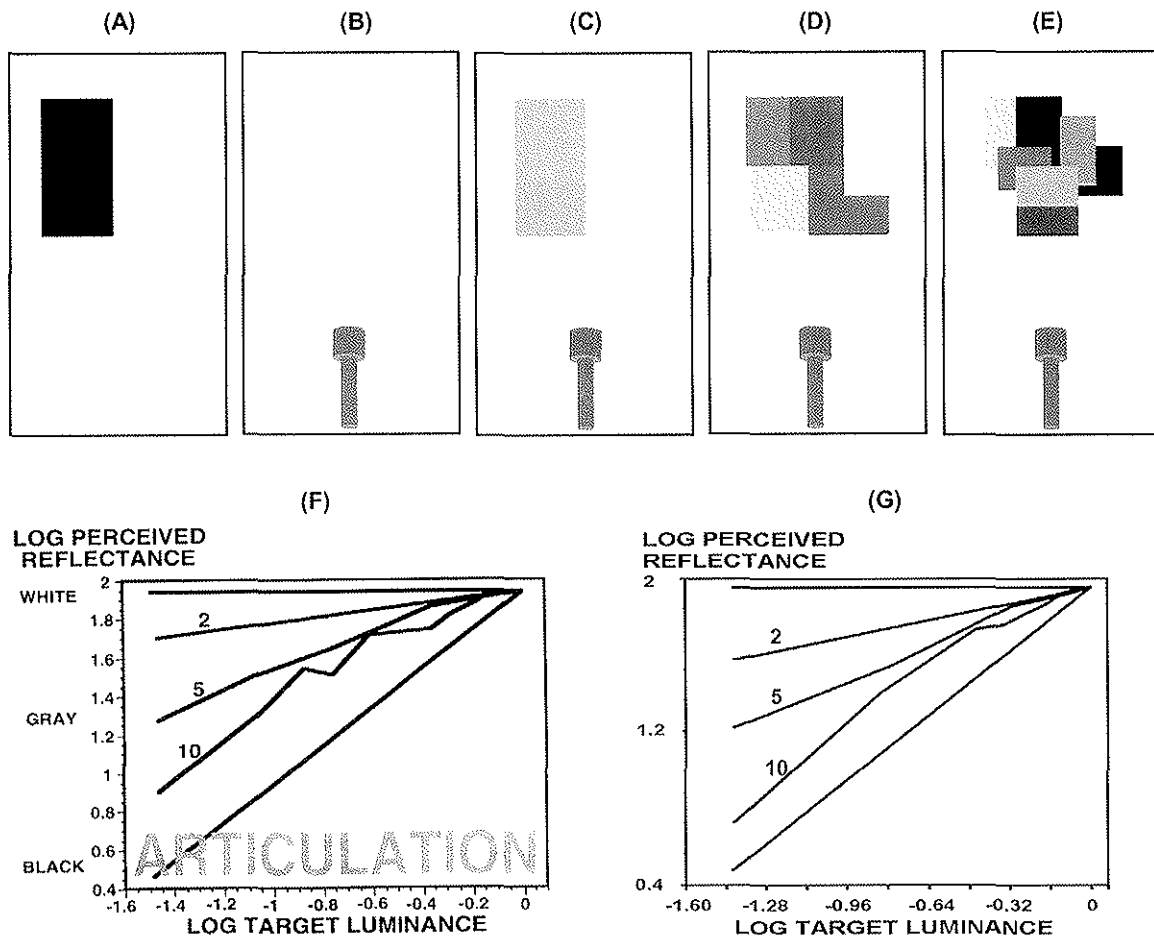 (A) (B) (C) (D) (E)
(F) (G)
LOG PERCEIVED
REFLECTANCE
WHITE
GRAY
BLACK
2
1.8
1.6
1.4
1.2
1
0.8
0.6
0.4
2
5
10
ARTICULATION
-1.6 -1.4 -1.2 -1 -0.8 -0.6 -0.4 -0.2 0
LOG TARGET LUMINANCE
LOG PERCEIVED
REFLECTANCE
2
1.2
0.4
2
5
10
-1.60 -1.28 -0.96 -0.64 -0.32 0
LOG TARGET LUMINANCE